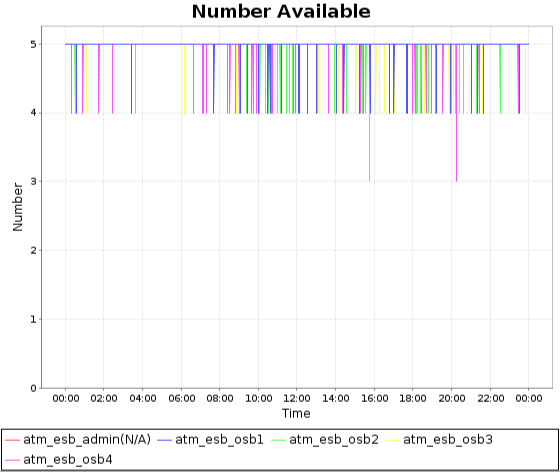 Number Available
5
4
3
2
1
0
Number
00:00 02:00 04:00 06:00 08:00 10:00 12:00 14:00 16:00 18:00 20:00 22:00 00:00
Time
atm_esb_admin(N/A) atm_esb_osb1 atm_esb_osb2 atm_esb_osb3
atm_esb_osb4